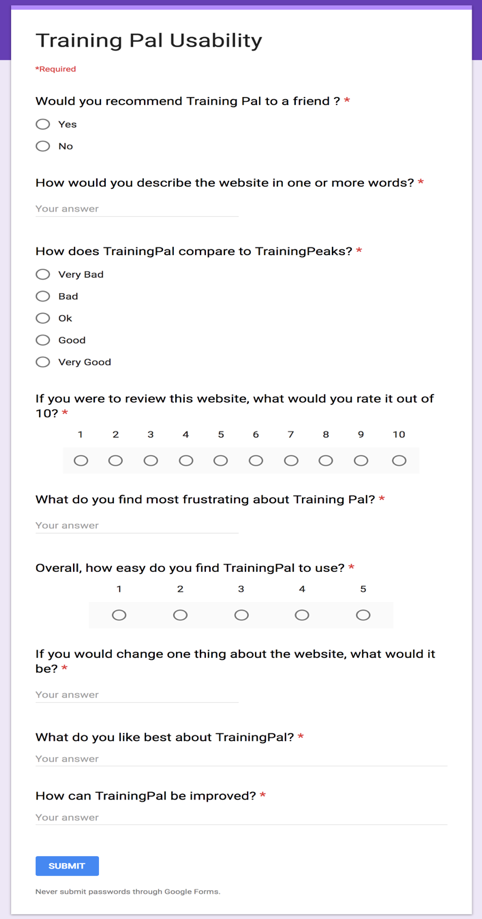 Training Pal Usability
*Required
Would you recommend Training Pal to a friend ? *
Yes
No
How would you describe the website in one or more words? *
Your answer
How does TrainingPal compare to TrainingPeaks? *
Very Bad
Bad
Ok
Good
Very Good
If you were to review this website, what would you rate it out of
10? *
1 2 3 4 5 6 7 8 9 10
What do you find most frustrating about Training Pal? *
Your answer
Overall, how easy do you find TrainingPal to use? *
1 2 3 4 5
If you would change one thing about the website, what would it
be? *
Your answer
What do you like best about TrainingPal? *
Your answer
How can TrainingPal be improved? *
Your answer
SUBMIT
Never submit passwords through Google Forms.